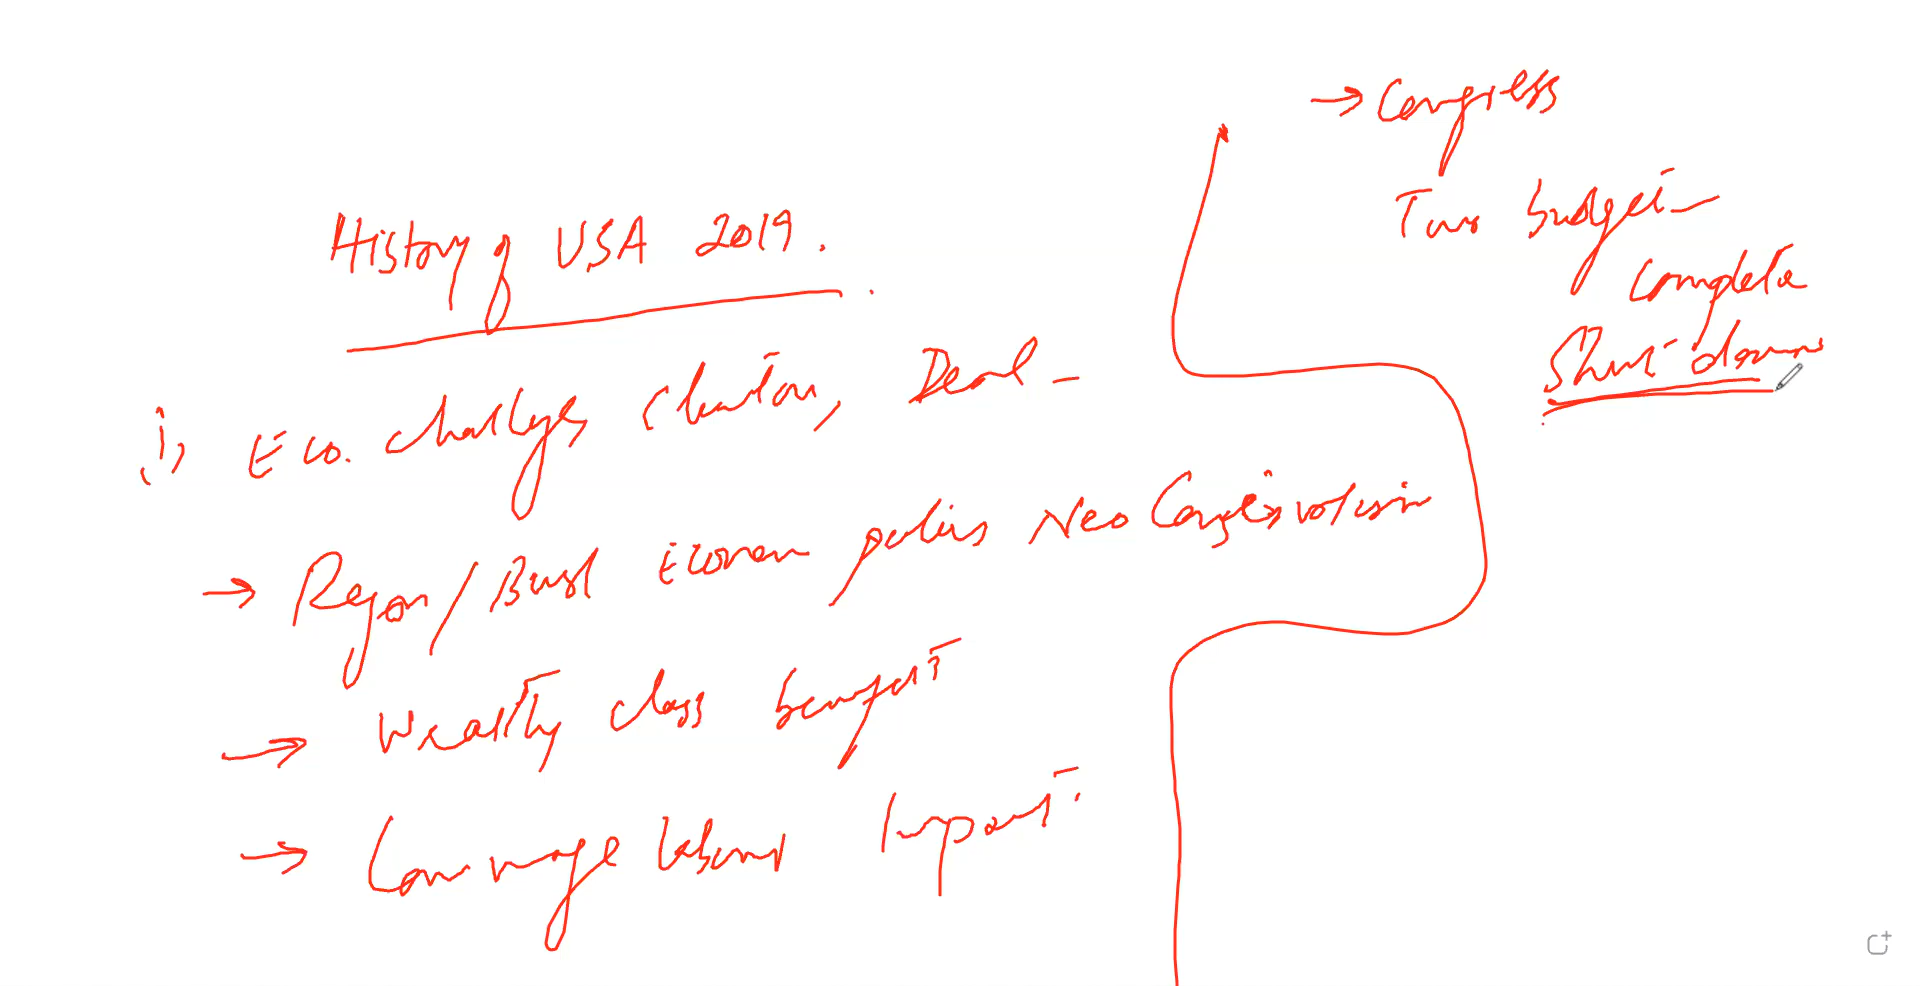 History of USA 2019.
i) Eco. challenges Clinton, Deal -
→ Regan / Bush Econom policies Neo Conservatism
→ Wealthy class benefit
→ Low wage labour Import
→ Congress
Two budget
Complete
Shut down